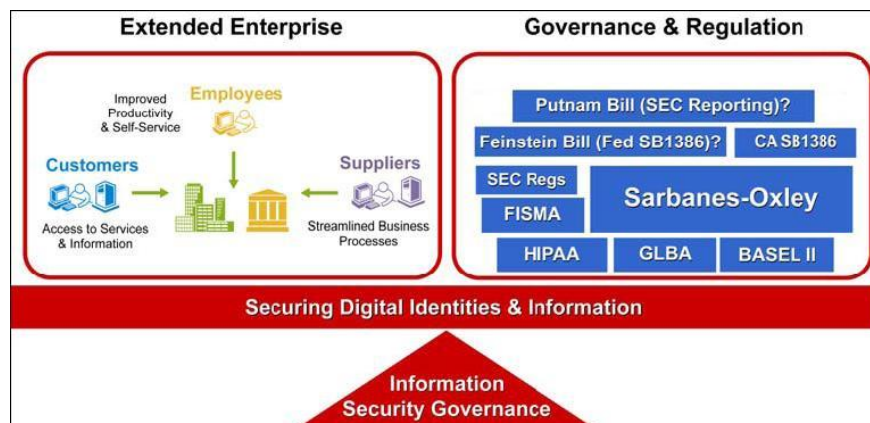 Extended Enterprise
Improved
Productivity
& Self-Service
Employees
Customers
Access to Services
& Information
Suppliers
Streamlined Business
Processes
Governance & Regulation
Putnam Bill (SEC Reporting)?
Feinstein Bill (Fed SB1386)?
CA SB1386
SEC Regs
FISMA
Sarbanes-Oxley
HIPAA
GLBA
BASEL II
Securing Digital Identities & Information
Information
Security Governance